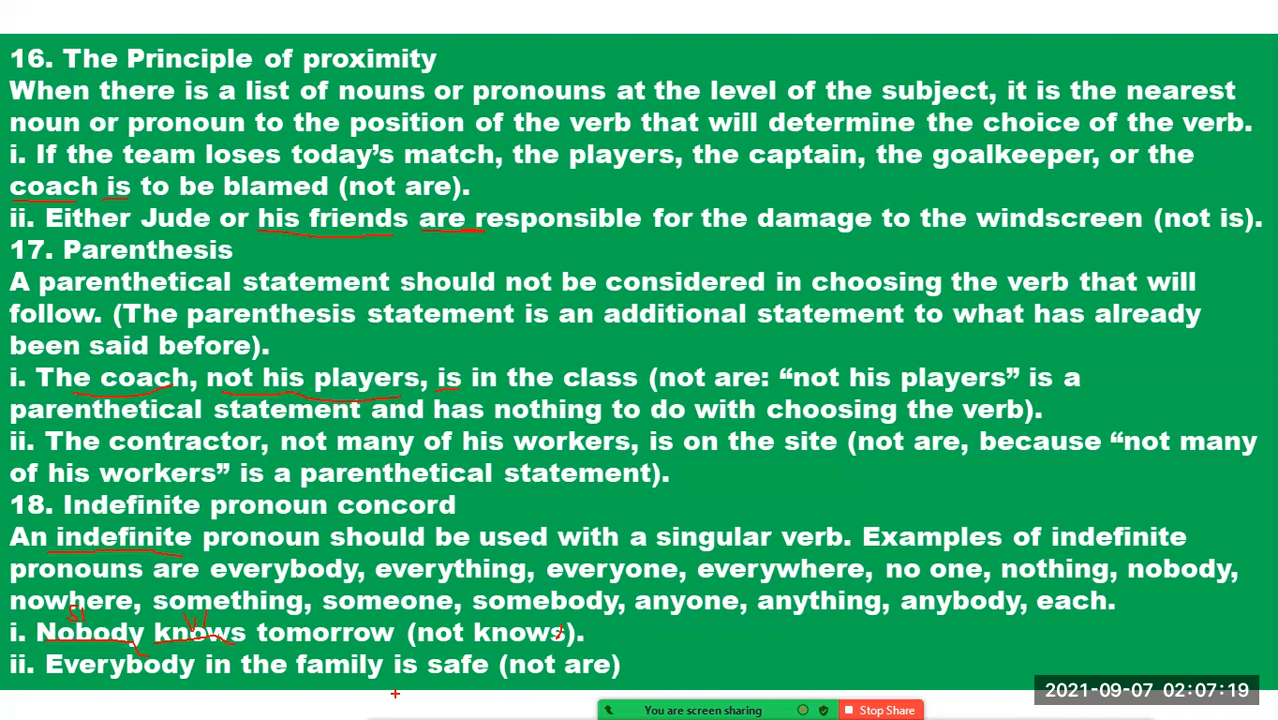 16. The Principle of proximity
When there is a list of nouns or pronouns at the level of the subject, it is the nearest
noun or pronoun to the position of the verb that will determine the choice of the verb.
i. If the team loses today’s match, the players, the captain, the goalkeeper, or the
coach is to be blamed (not are).
ii. Either Jude or his friends are responsible for the damage to the windscreen (not is).
17. Parenthesis
A parenthetical statement should not be considered in choosing the verb that will
follow. (The parenthesis statement is an additional statement to what has already
been said before).
i. The coach, not his players, is in the class (not are: “not his players” is a
parenthetical statement and has nothing to do with choosing the verb).
ii. The contractor, not many of his workers, is on the site (not are, because “not many
of his workers” is a parenthetical statement).
18. Indefinite pronoun concord
An indefinite pronoun should be used with a singular verb. Examples of indefinite
pronouns are everybody, everything, everyone, everywhere, no one, nothing, nobody,
nowhere, something, someone, somebody, anyone, anything, anybody, each.
i. Nobody knows tomorrow (not knows).
ii. Everybody in the family is safe (not are)
2021-09-07 02:07:19
You are screen sharing
Stop Share